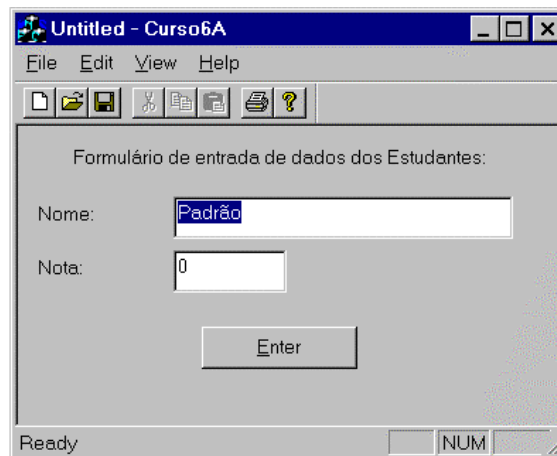 Untitled - Curso6A
File Edit View Help
Formulário de entrada de dados dos Estudantes:
Nome: Padrão
Nota: 0
Enter
Ready NUM